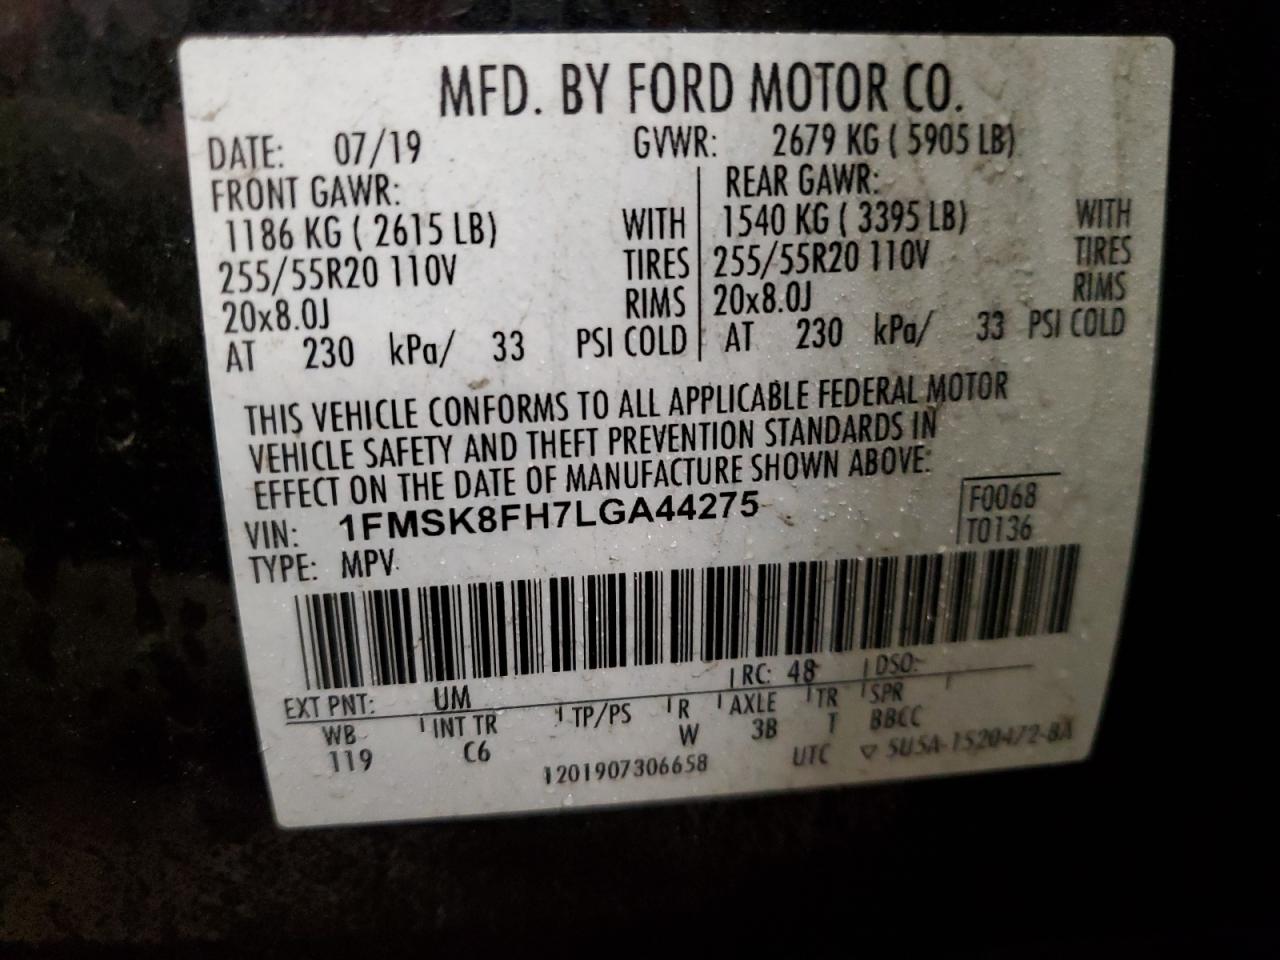 MFD. BY FORD MOTOR CO.
DATE: 07/19 GVWR: 2679 KG ( 5905 LB)
FRONT GAWR: REAR GAWR:
1186 KG ( 2615 LB) WITH 1540 KG ( 3395 LB) WITH
255/55R20 110V TIRES 255/55R20 110V TIRES
20x8.0J RIMS 20x8.0J RIMS
AT 230 kPa/ 33 PSI COLD AT 230 kPa/ 33 PSI COLD
THIS VEHICLE CONFORMS TO ALL APPLICABLE FEDERAL MOTOR
VEHICLE SAFETY AND THEFT PREVENTION STANDARDS IN
EFFECT ON THE DATE OF MANUFACTURE SHOWN ABOVE:
VIN: 1FMSK8FH7LGA44275 F0068
TYPE: MPV T0136
EXT PNT: UM RC: 48 DSO:
WB INT TR TP/PS R AXLE TR SPR
119 C6 W 3B T BBCC
1201907306658 UTC ▽ 5U5A-1520472-BA